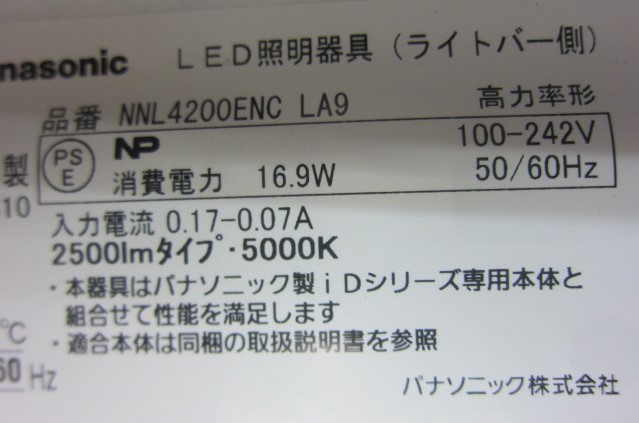 nasonic LED照明器具（ライトバー側）
品番 NNL4200ENC LA9 高力率形
PS
E
NP 100-242V
消費電力 16.9W 50/60Hz
製
10
入力電流 0.17-0.07A
2500lmタイプ・5000K
・本器具はパナソニック製iDシリーズ専用本体と
組合せて性能を満足します
・適合本体は同梱の取扱説明書を参照
℃
60 Hz
パナソニック株式会社